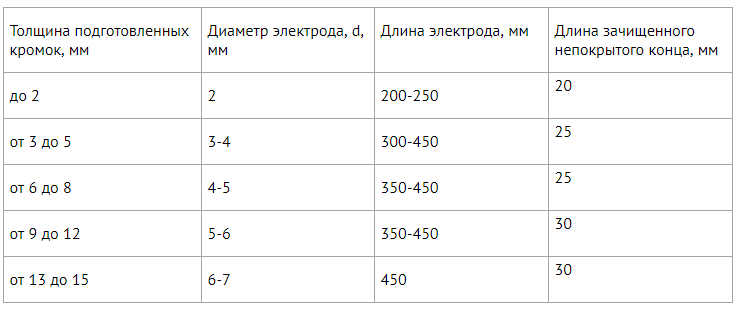 Толщина подготовленных кромок, мм | Диаметр электрода, d, мм | Длина электрода, мм | Длина зачищенного непокрытого конца, мм
до 2 | 2 | 200-250 | 20
от 3 до 5 | 3-4 | 300-450 | 25
от 6 до 8 | 4-5 | 350-450 | 25
от 9 до 12 | 5-6 | 350-450 | 30
от 13 до 15 | 6-7 | 450 | 30